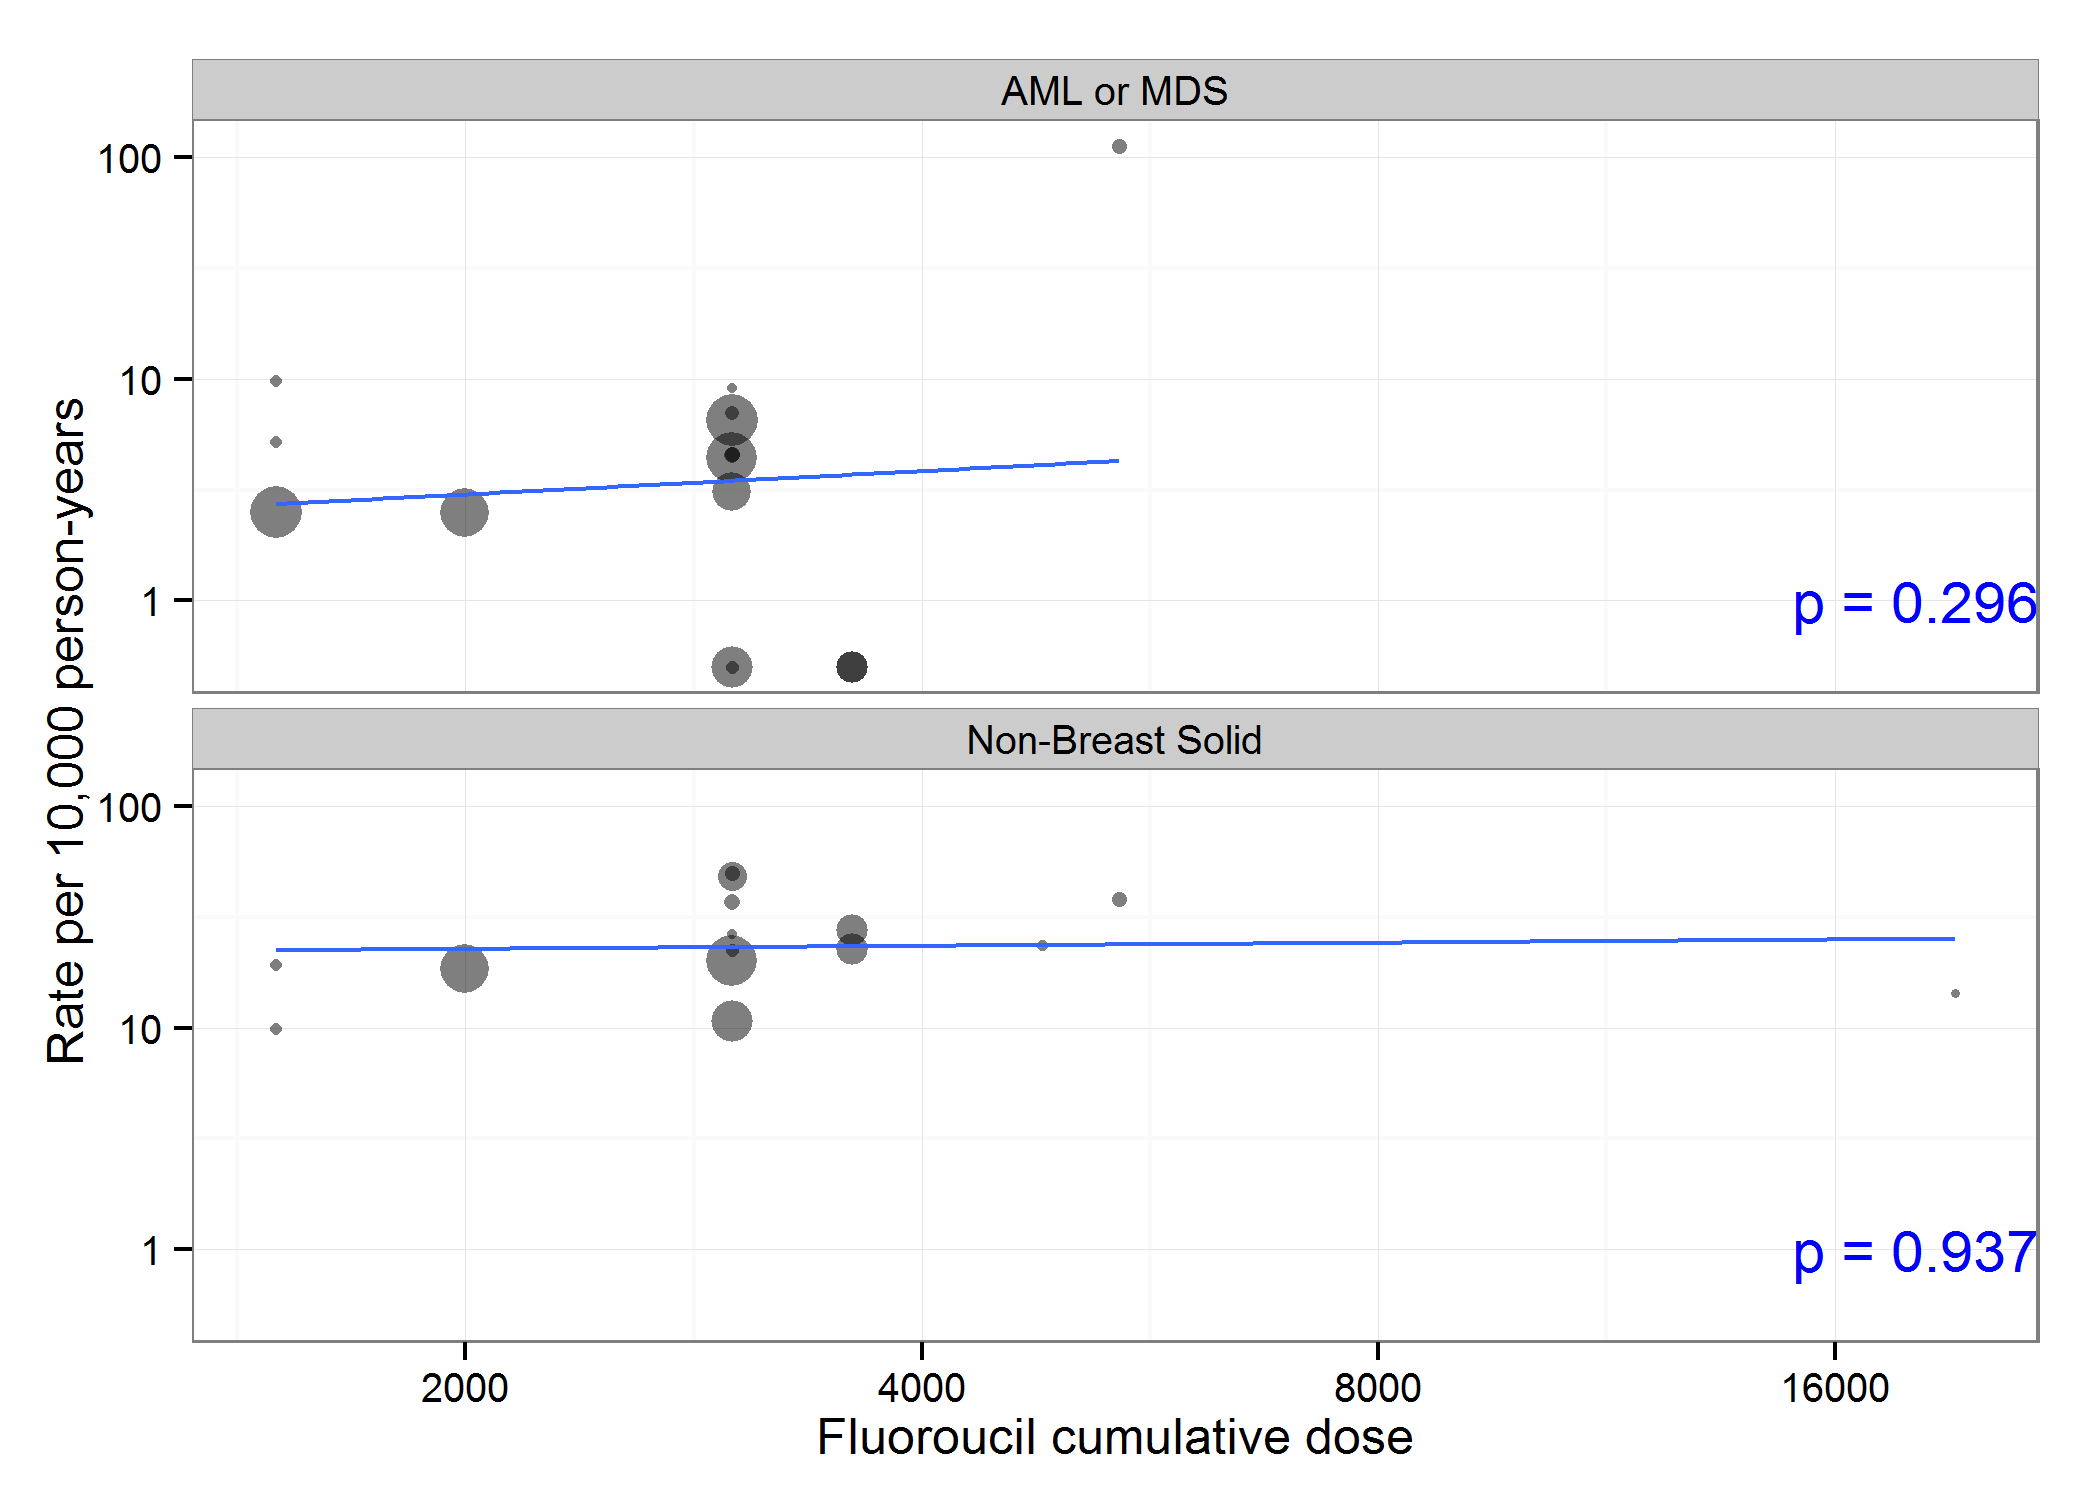 AML or MDS
100
10
1
p = 0.296
Rate per 10,000 person-years
Non-Breast Solid
100
10
1
p = 0.937
2000 4000 8000 16000
Fluoroucil cumulative dose